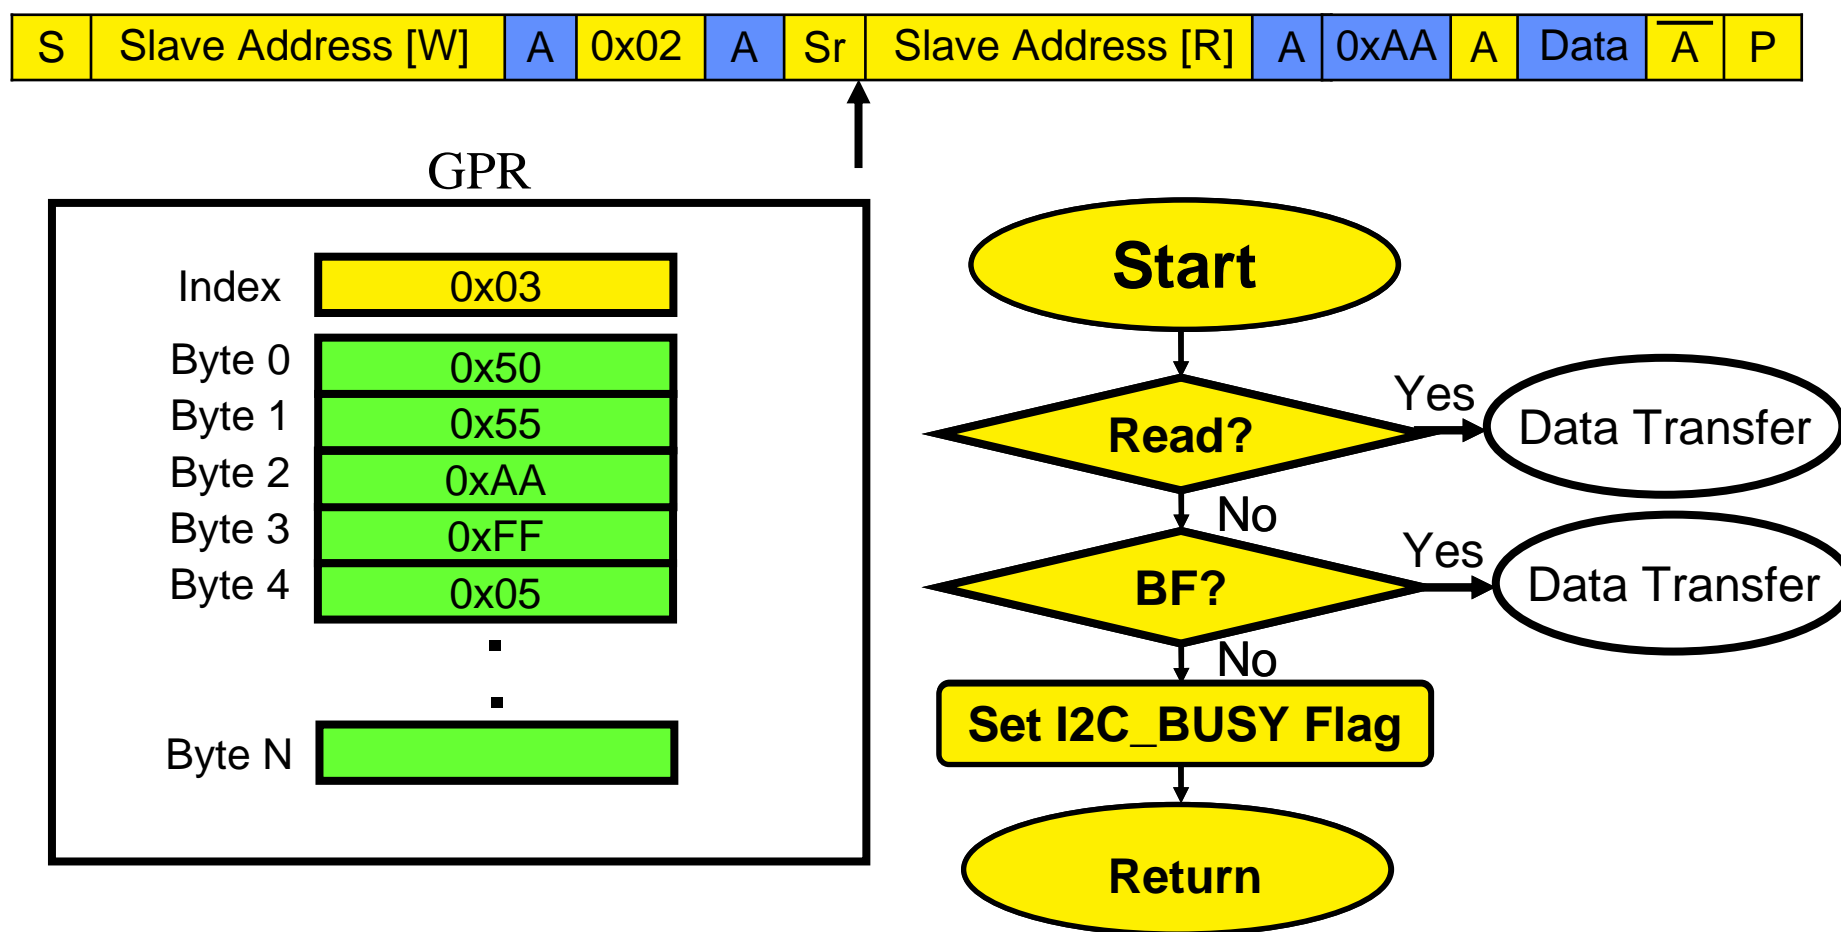 S Slave Address [W] A 0x02 A Sr Slave Address [R] A 0xAA A Data A P
GPR
Index 0x03
Byte 0 0x50
Byte 1 0x55
Byte 2 0xAA
Byte 3 0xFF
Byte 4 0x05
Byte N
Start
Read?
Yes
Data Transfer
No
BF?
Yes
Data Transfer
No
Set I2C_BUSY Flag
Return